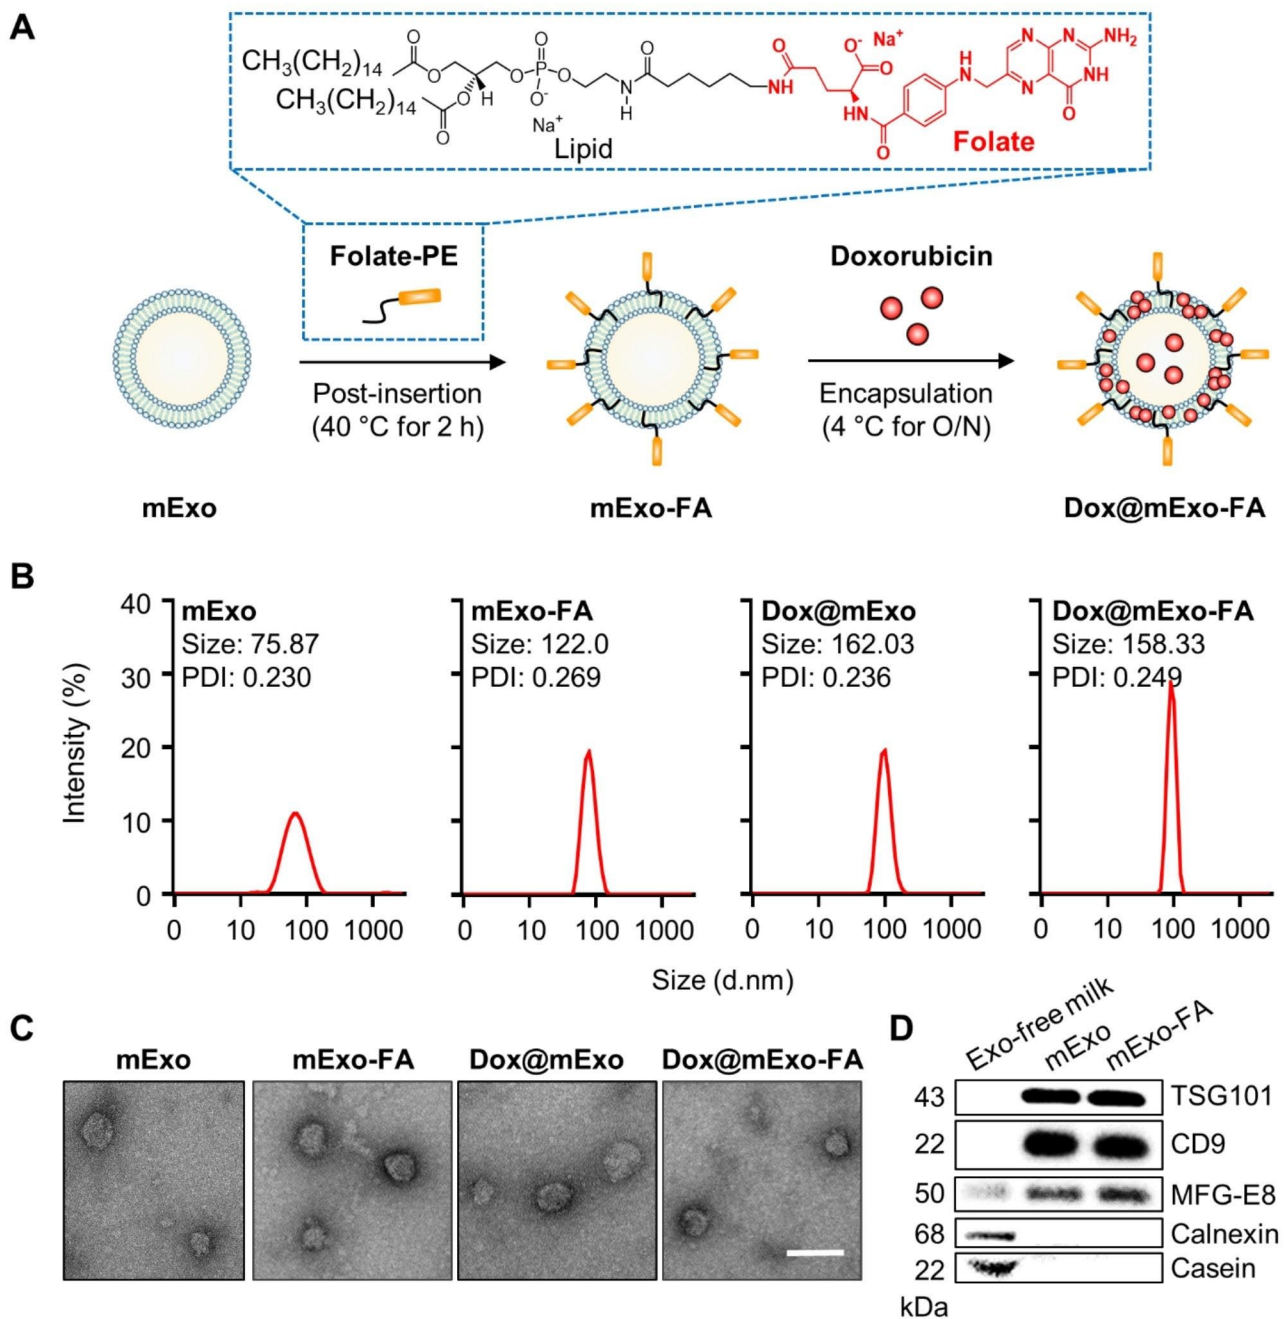 A
CH3(CH2)14
CH3(CH2)14
O
O
O
O
H
O
P
O
O-
Na+
O
N
H
O
NH
O
O-
Na+
O
HN
O
H
N
N
N
N
N
NH2
NH
O
Lipid
Folate
Folate-PE
Doxorubicin
Post-insertion
(40 °C for 2 h)
Encapsulation
(4 °C for O/N)
mExo
mExo-FA
Dox@mExo-FA
B
Intensity (%)
40
30
20
10
0
mExo
Size: 75.87
PDI: 0.230
0 10 100 1000
mExo-FA
Size: 122.0
PDI: 0.269
0 10 100 1000
Dox@mExo
Size: 162.03
PDI: 0.236
0 10 100 1000
Dox@mExo-FA
Size: 158.33
PDI: 0.249
0 10 100 1000
Size (d.nm)
C
mExo
mExo-FA
Dox@mExo
Dox@mExo-FA
D
Exo-free milk
mExo
mExo-FA
43 TSG101
22 CD9
50 MFG-E8
68 Calnexin
22 Casein
kDa